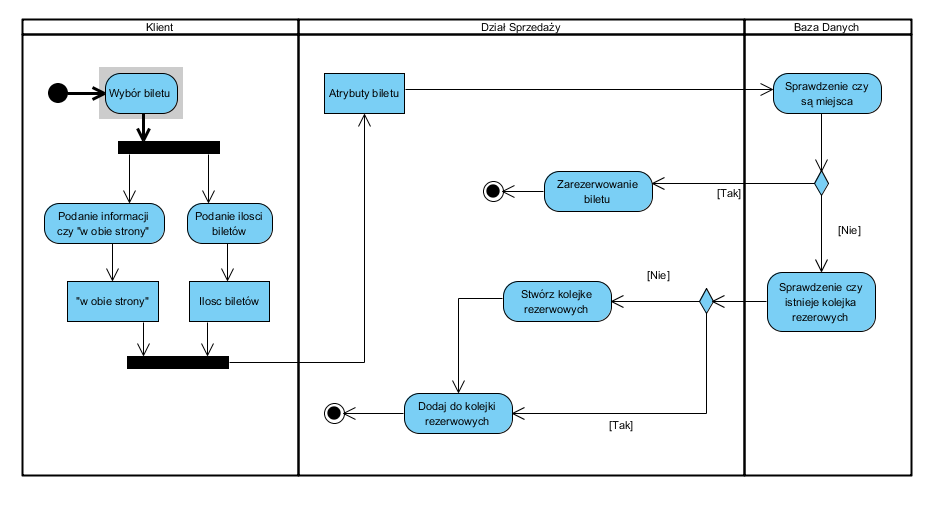 Klient
Dział Sprzedaży
Baza Danych
Wybór biletu
Atrybuty biletu
Sprawdzenie czy
są miejsca
Zarezerwowanie
biletu
[Tak]
Podanie informacji
czy "w obie strony"
Podanie ilosci
biletów
[Nie]
"w obie strony"
Ilosc biletów
[Nie]
Stwórz kolejke
rezerwowych
Sprawdzenie czy
istnieje kolejka
rezerowych
Dodaj do kolejki
rezerwowych
[Tak]